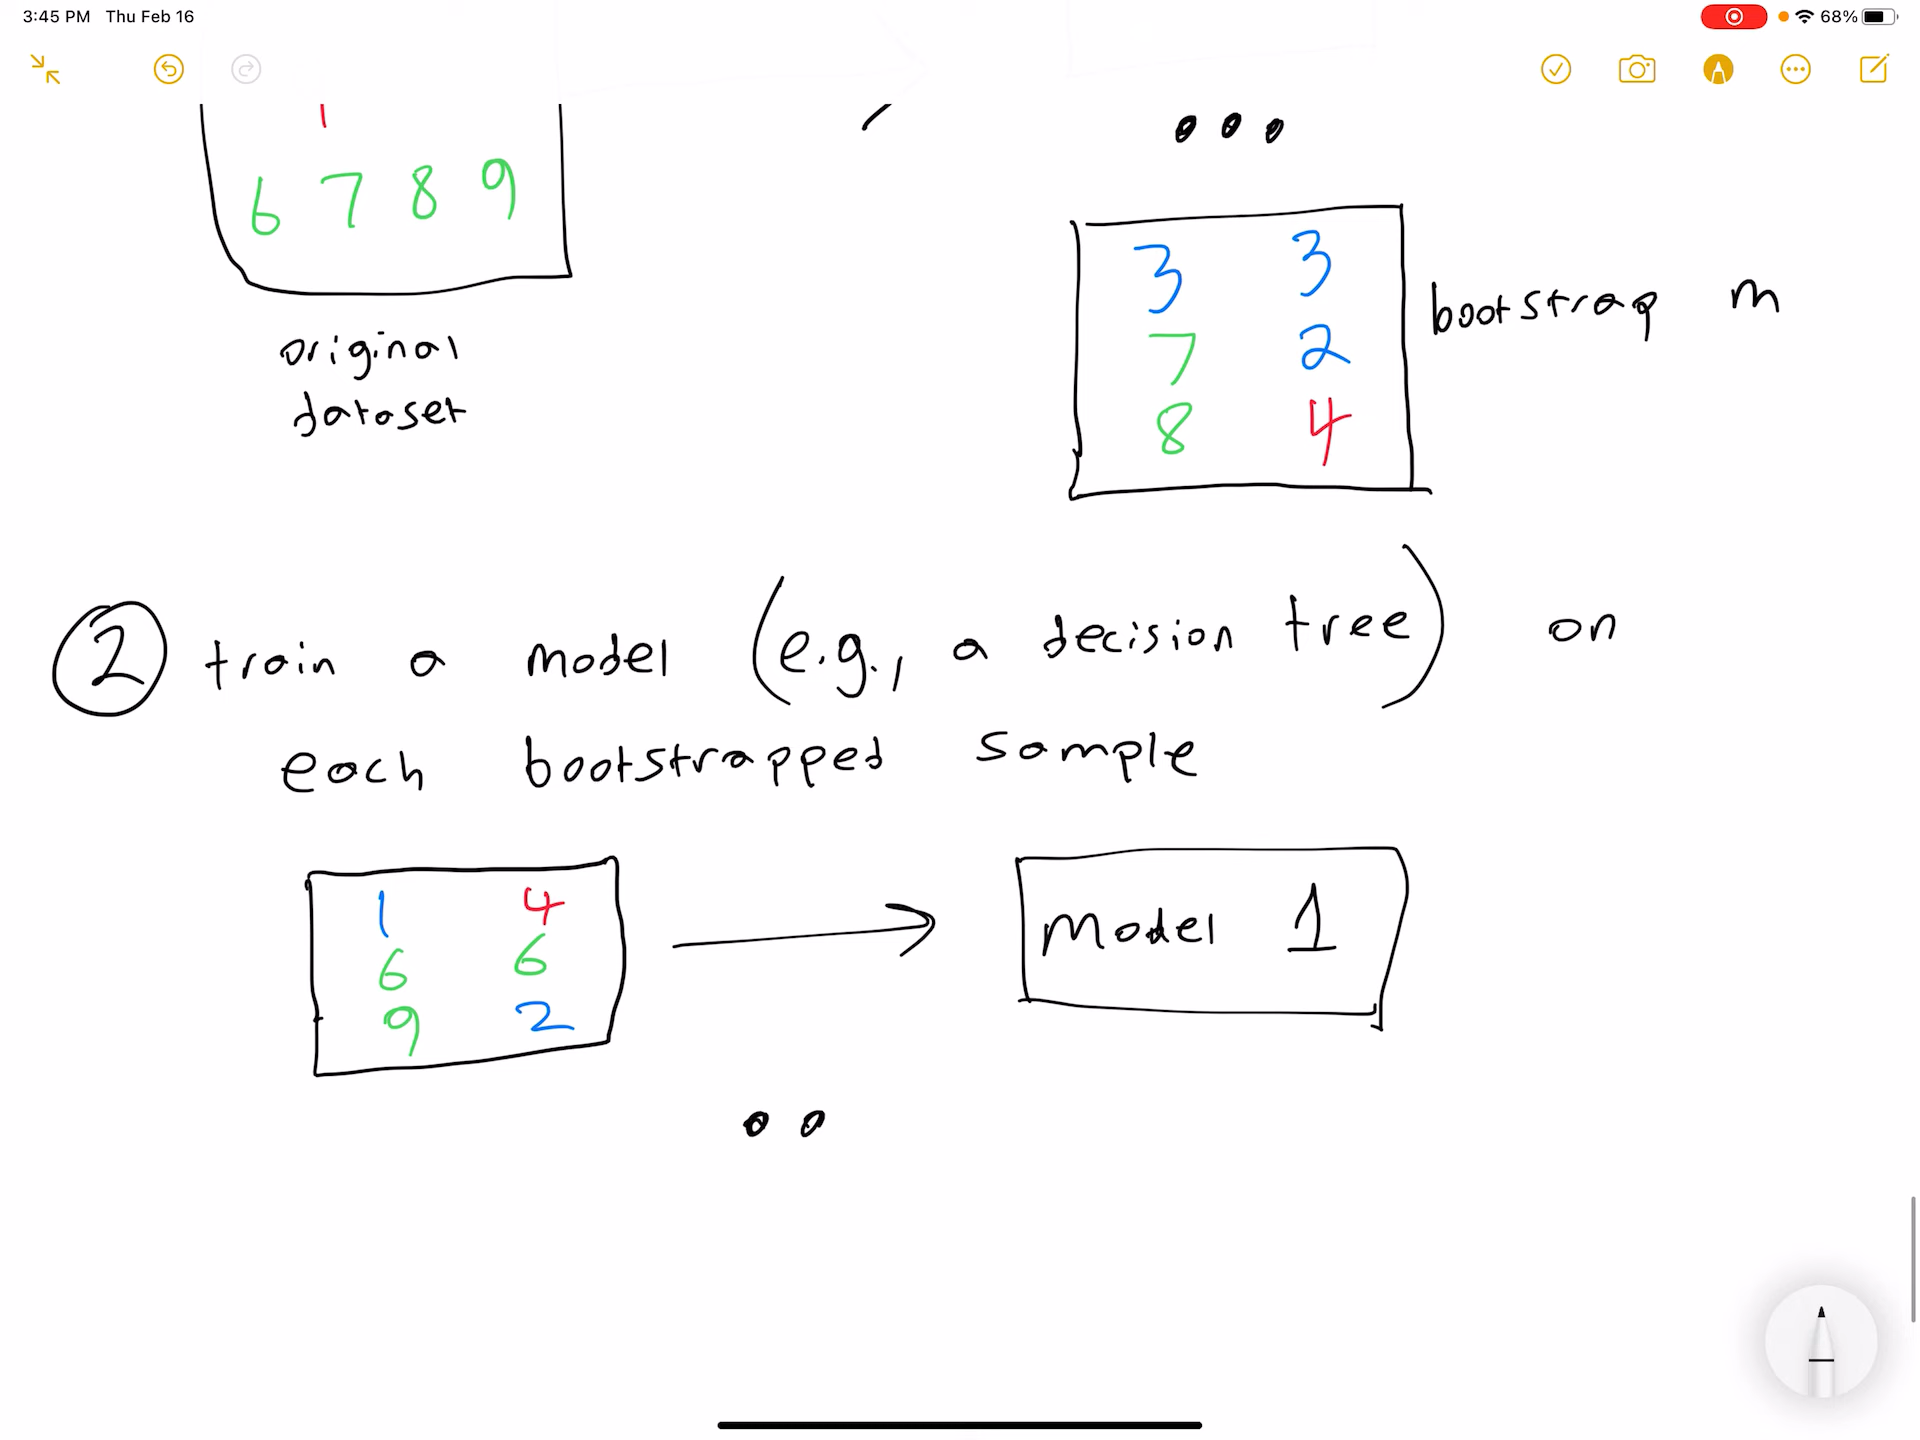 3:45 PM Thu Feb 16
68%
6 7 8 9
original
dataset
3 3
7 2
8 4
bootstrap m
2 train a model (e.g., a decision tree) on
each bootstrapped sample
1 4
6 6
9 2
Model 1